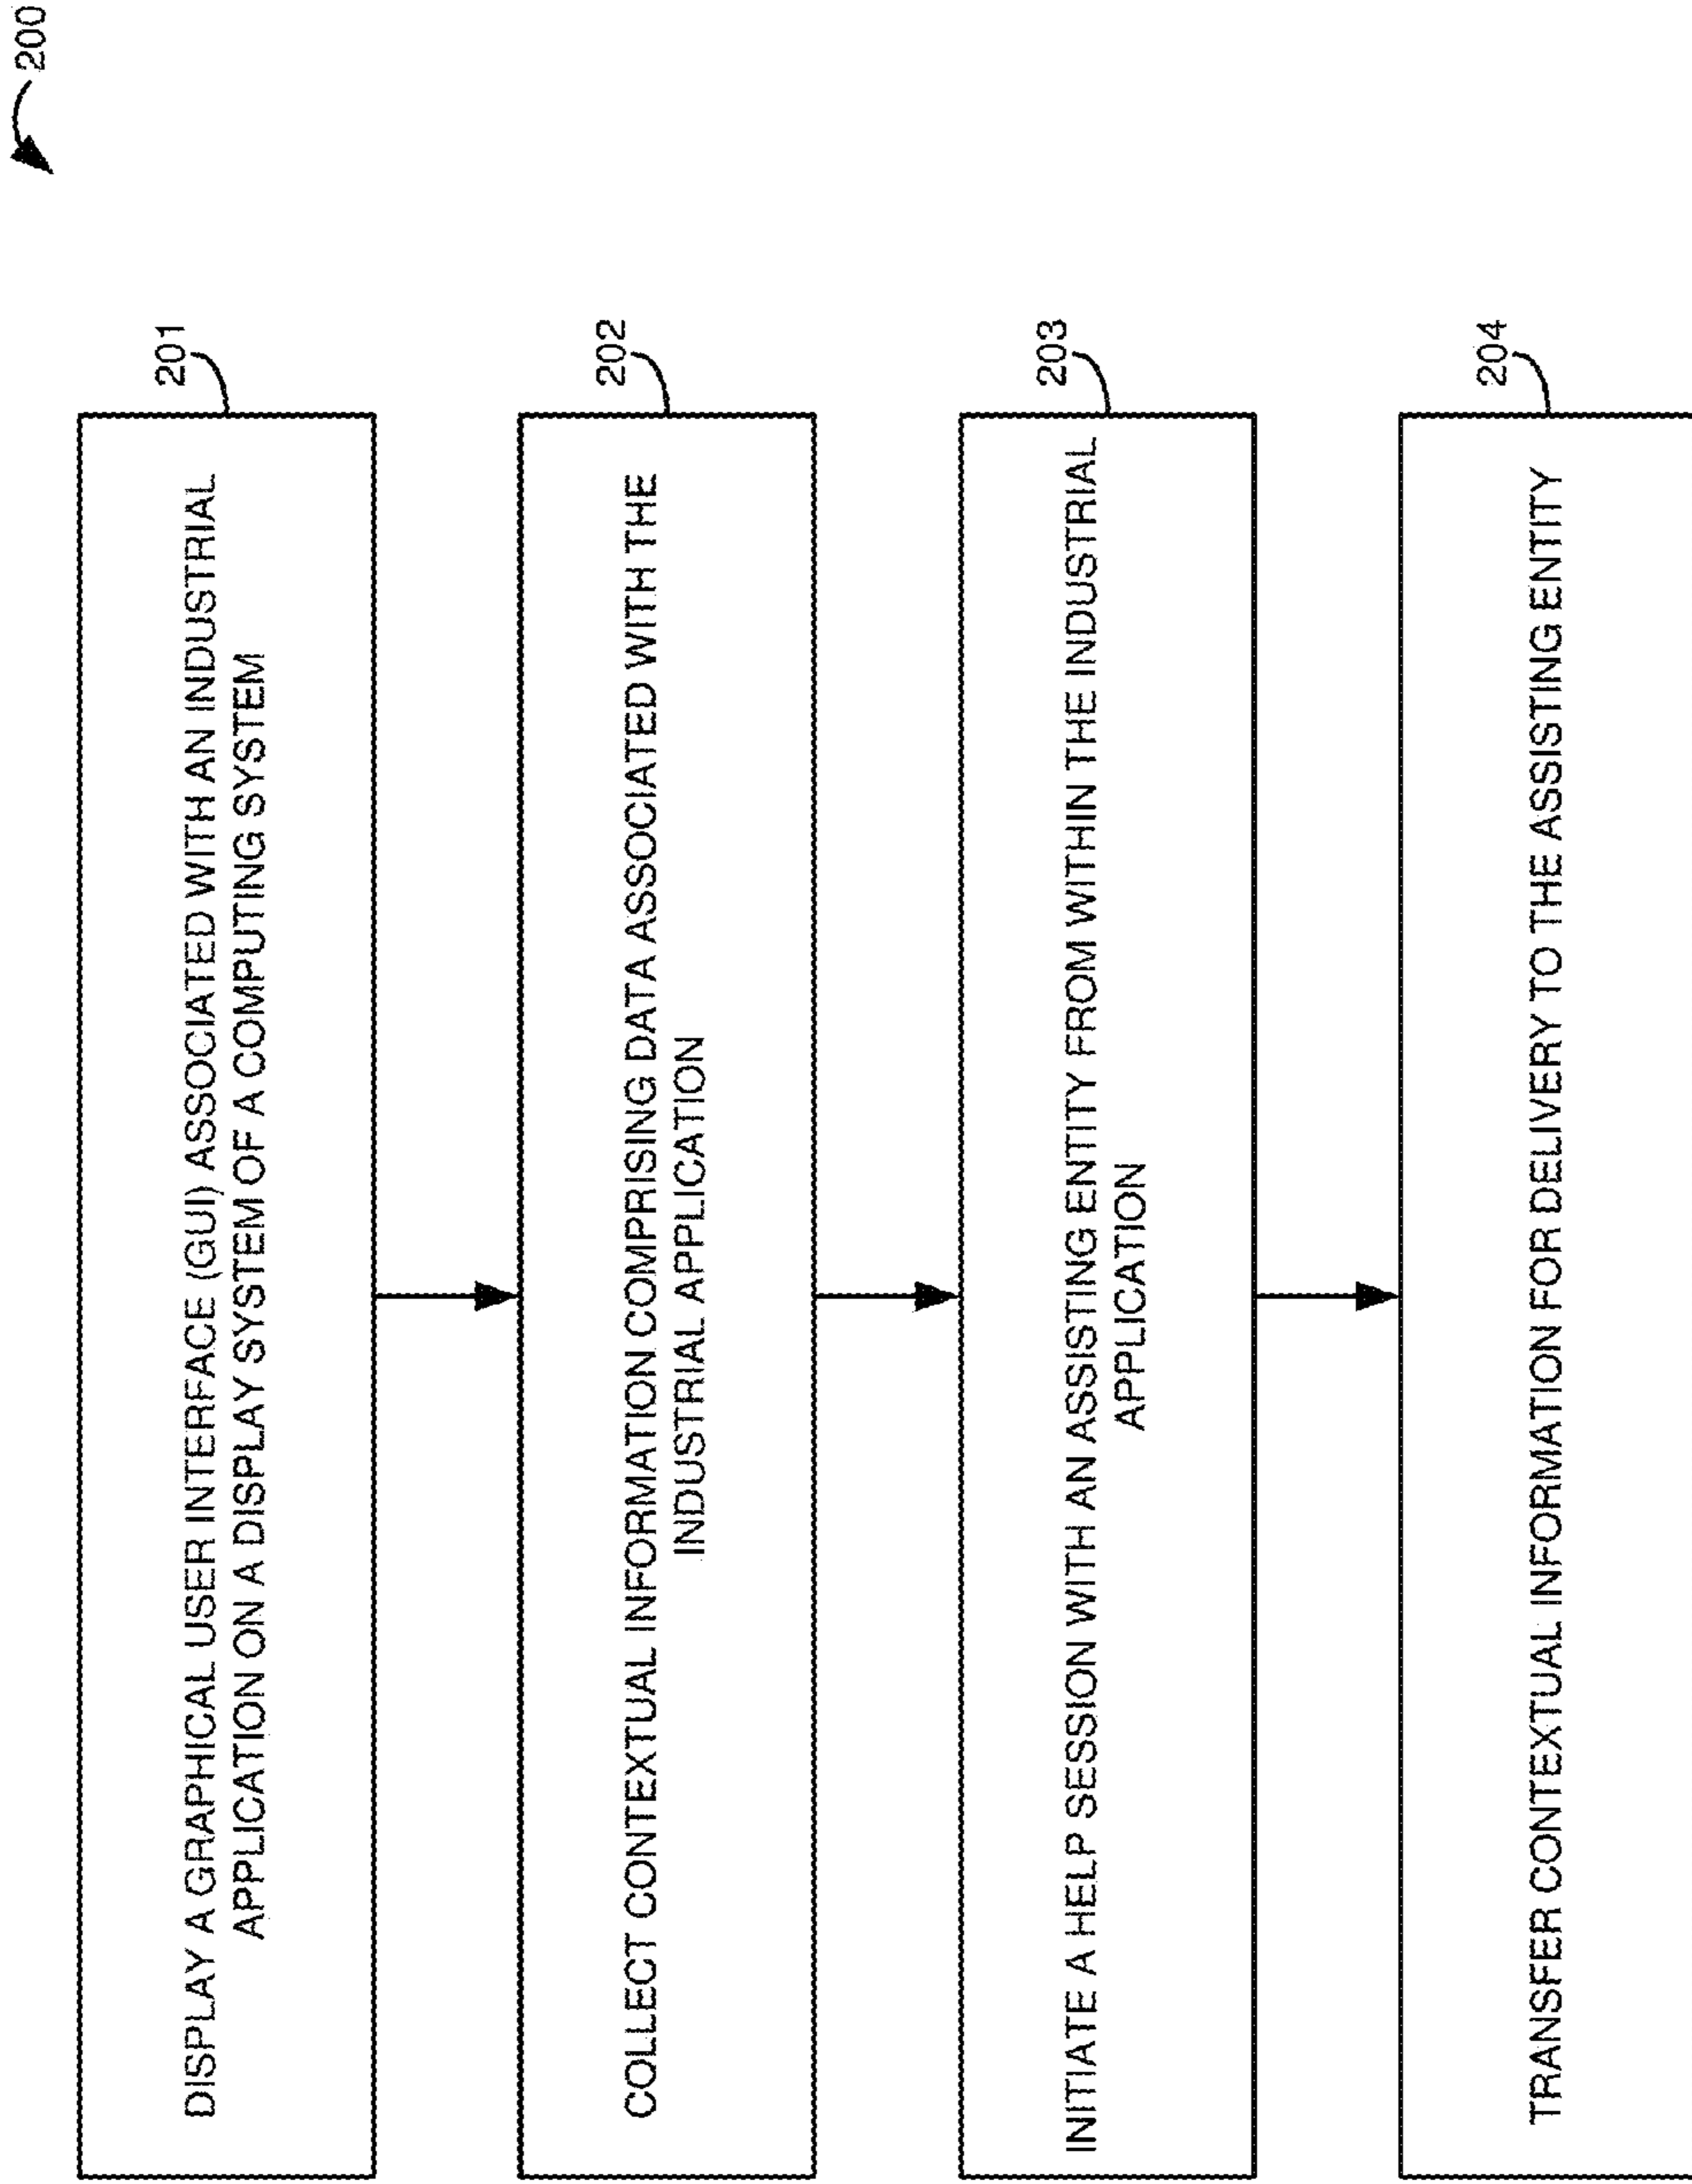 200
201
DISPLAY A GRAPHICAL USER INTERFACE (GUI) ASSOCIATED WITH AN INDUSTRIAL
APPLICATION ON A DISPLAY SYSTEM OF A COMPUTING SYSTEM
202
COLLECT CONTEXTUAL INFORMATION COMPRISING DATA ASSOCIATED WITH THE
INDUSTRIAL APPLICATION
203
INITIATE A HELP SESSION WITH AN ASSISTING ENTITY FROM WITHIN THE INDUSTRIAL
APPLICATION
204
TRANSFER CONTEXTUAL INFORMATION FOR DELIVERY TO THE ASSISTING ENTITY